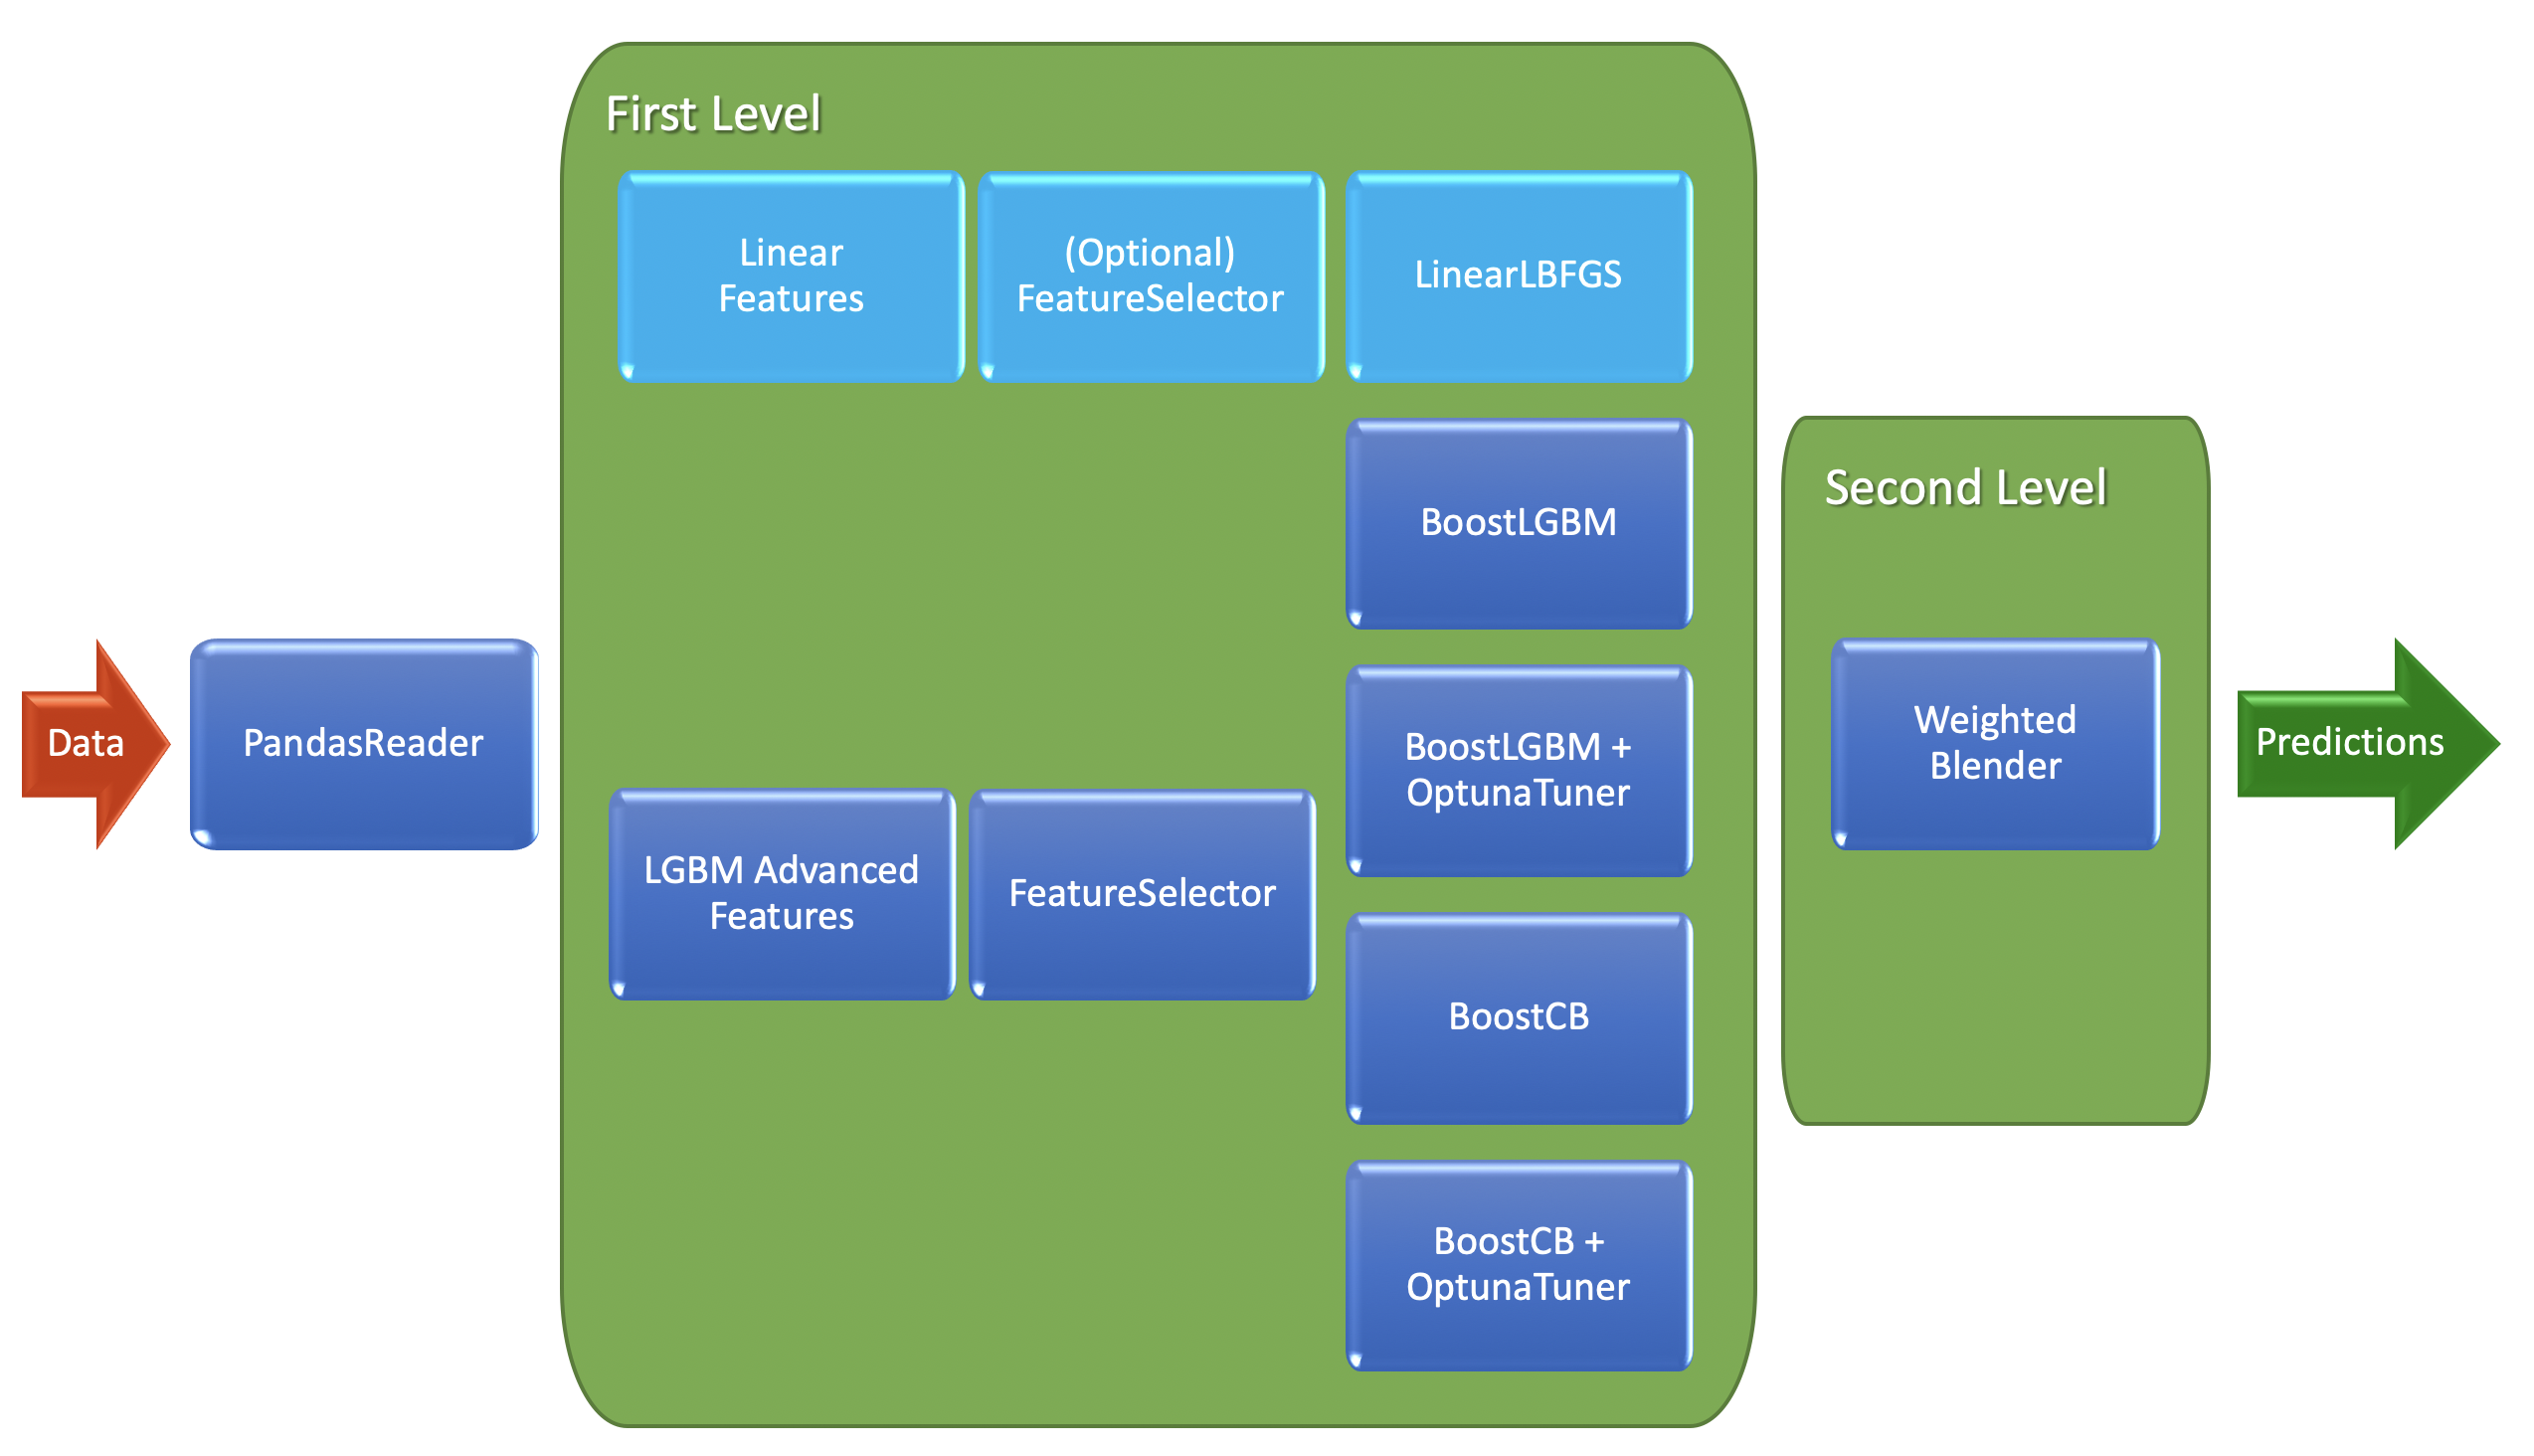 First Level
Linear
Features
(Optional)
FeatureSelector
LinearLBFGS
BoostLGBM
Second Level
Data
PandasReader
BoostLGBM +
OptunaTuner
Weighted
Blender
Predictions
LGBM Advanced
Features
FeatureSelector
BoostCB
BoostCB +
OptunaTuner